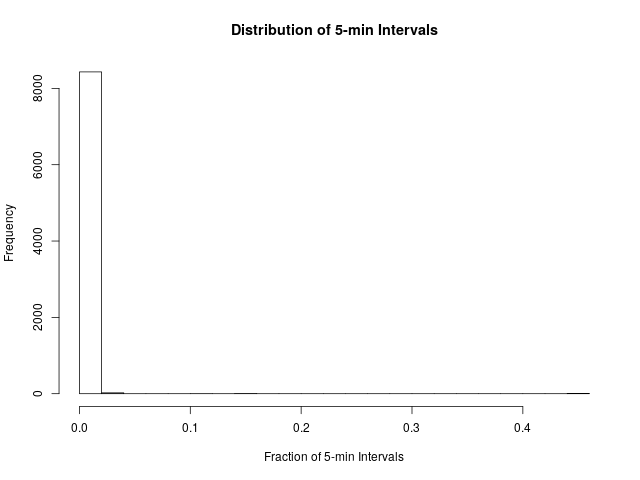 Distribution of 5-min Intervals
Frequency
8000
6000
4000
2000
0
0.0 0.1 0.2 0.3 0.4
Fraction of 5-min Intervals